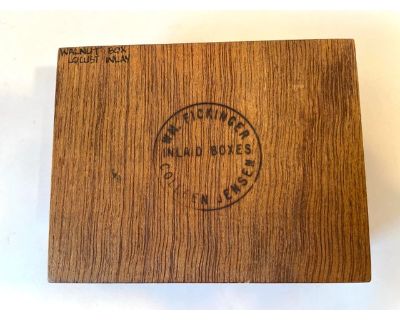 WALNUT BOX
LOCUST INLAY
WM. FICKINGER
INLAID BOXES
COLLEEN JENSEN